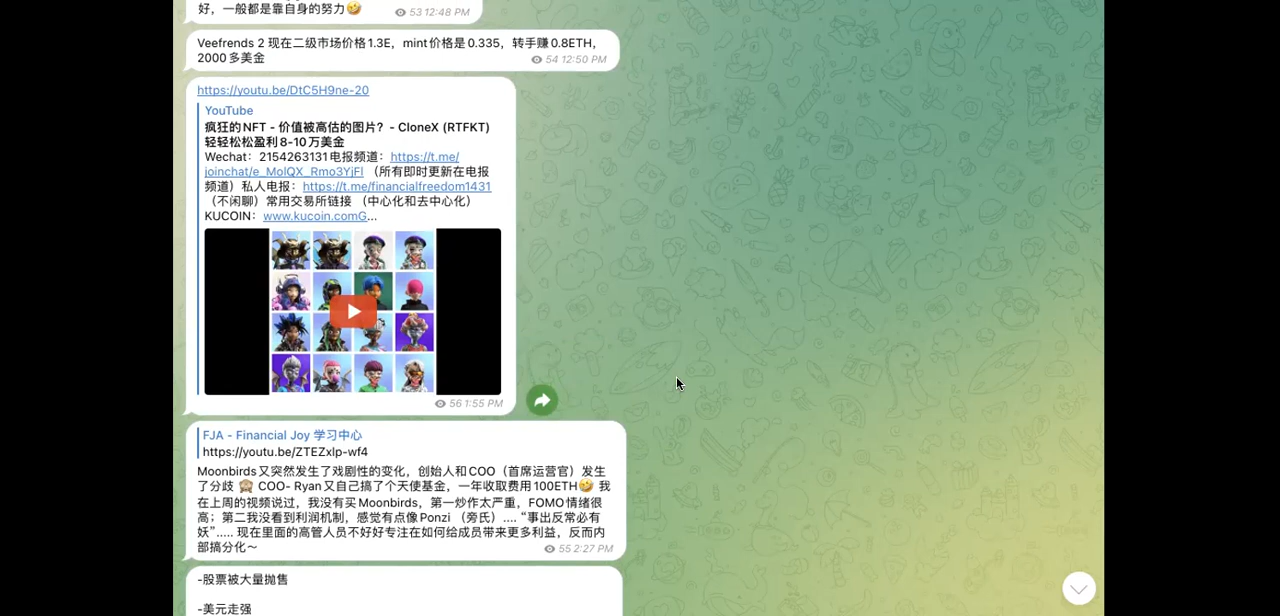 好，一般都是靠自身的努力🤣
53 12:48 PM
Veefrends 2 现在二级市场价格1.3E，mint价格是0.335，转手赚0.8ETH，
2000多美金
54 12:50 PM
https://youtu.be/DtC5H9ne-20
YouTube
疯狂的NFT - 价值被高估的图片？- CloneX (RTFKT)
轻轻松松盈利8-10万美金
Wechat：2154263131电报频道：https://t.me/
joinchat/e_MolQX_Rmo3YjFl （所有即时更新在电报
频道）私人电报：https://t.me/financialfreedom1431
（不闲聊）常用交易所链接 （中心化和去中心化）
KUCOIN：www.kucoin.comG...
56 1:55 PM
FJA - Financial Joy 学习中心
https://youtu.be/ZTEZxlp-wf4
Moonbirds又突然发生了戏剧性的变化，创始人和COO（首席运营官）发生
了分歧 🙈 COO- Ryan又自己搞了个天使基金，一年收取费用100ETH🤣 我
在上周的视频说过，我没有买Moonbirds，第一炒作太严重，FOMO情绪很
高；第二我没看到利润机制，感觉有点像Ponzi （旁氏）.... “事出反常必有
妖”..... 现在里面的高管人员不好好专注在如何给成员带来更多利益，反而内
部搞分化～
55 2:27 PM
-股票被大量抛售
-美元走强